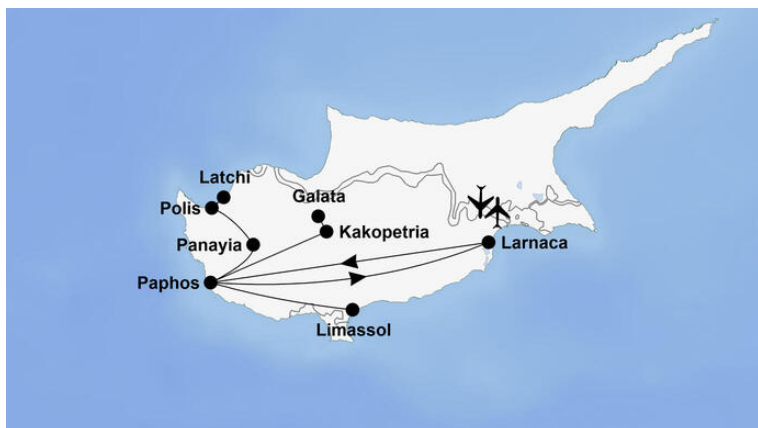 Latchi
Galata
Polis
Kakopetria
Panayia
Larnaca
Paphos
Limassol